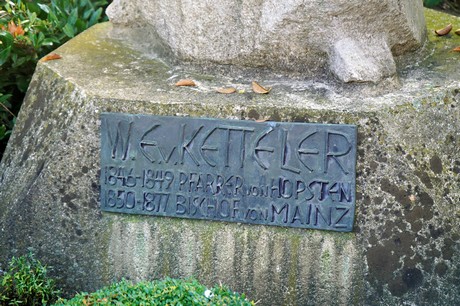 W. E. v. KETTELER
1846-1849 PFARRER VON HOPSTEN
1850-1877 BISCHOF VON MAINZ